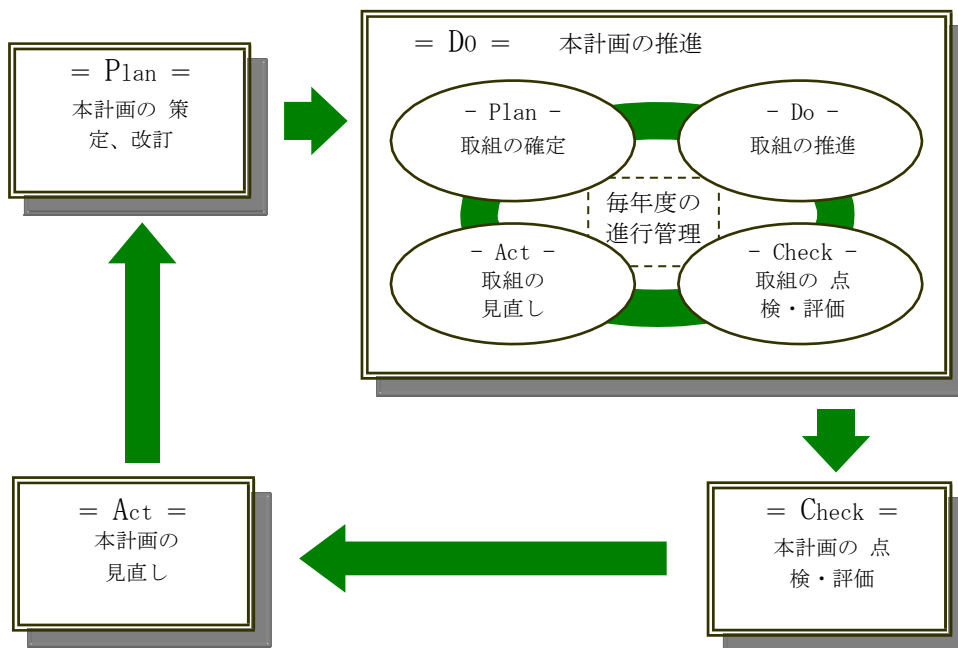 ＝ Plan ＝
本計画の 策
定、改訂
＝ Do ＝ 本計画の推進
－ Plan －
取組の確定
－ Do －
取組の推進
毎年度の
進行管理
－ Act －
取組の
見直し
－ Check －
取組の 点
検・評価
＝ Act ＝
本計画の
見直し
＝ Check ＝
本計画の 点
検・評価